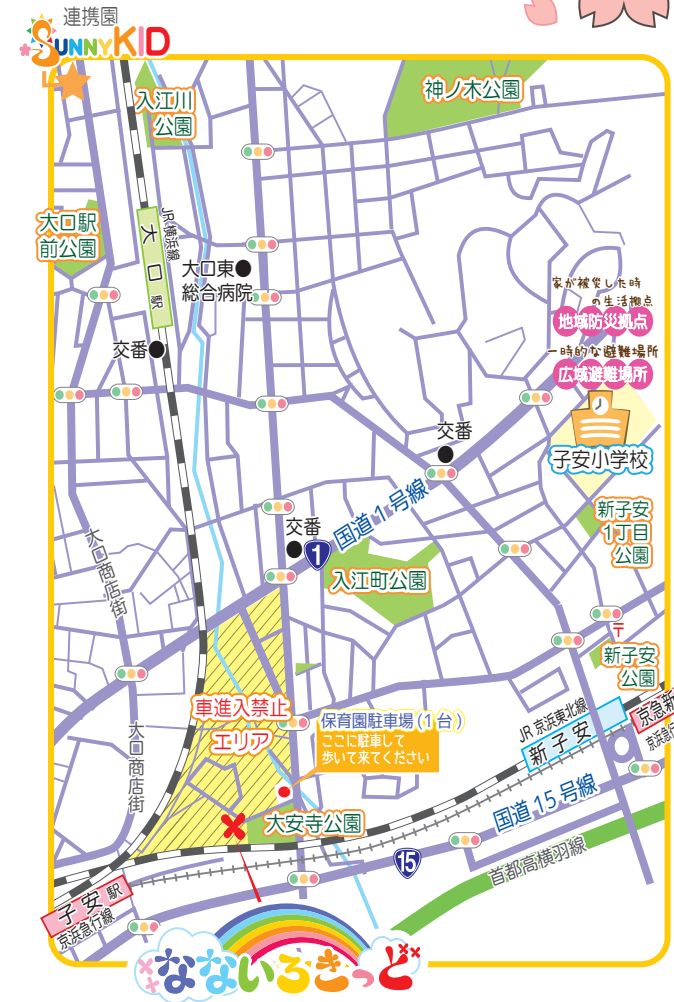 連携園
SUNNYKID
入江川
公園
神ノ木公園
JR横浜線
大口駅
大口駅
前公園
大口東
総合病院
家が被災した時
の生活拠点
地域防災拠点
一時的な避難場所
広域避難場所
交番
交番
子安小学校
国道1号線
新子安
1丁目
公園
交番
1
大口商店街
入江町公園
〒
新子安
公園
車進入禁止
エリア
保育園駐車場(1台)
ここに駐車して
歩いて来てください
大口商店街
JR京浜東北線
新子安
京急新
京浜急行
国道15号線
大安寺公園
15
首都高横羽線
子安駅
京浜急行線
なないろきっど